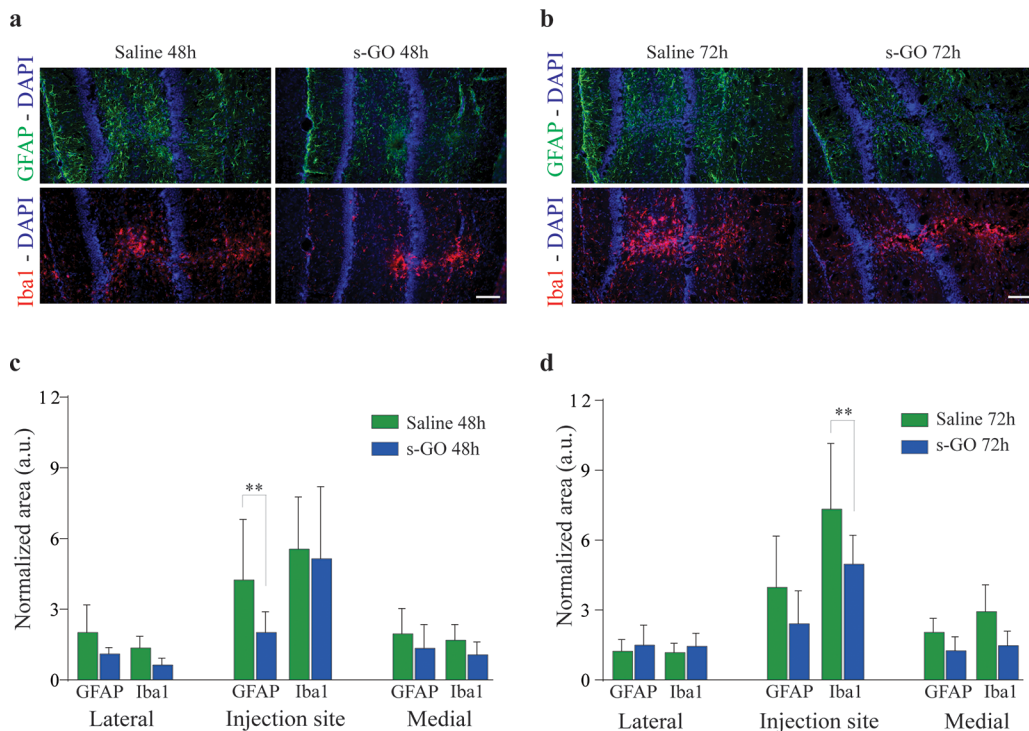 a
Saline 48h
s-GO 48h
GFAP - DAPI
Iba1 - DAPI
b
Saline 72h
s-GO 72h
GFAP - DAPI
Iba1 - DAPI
c
Normalized area (a.u.)
12
9
6
3
0
Saline 48h
s-GO 48h
**
GFAP Iba1 GFAP Iba1 GFAP Iba1
Lateral Injection site Medial
d
Normalized area (a.u.)
12
9
6
3
0
**
Saline 72h
s-GO 72h
GFAP Iba1 GFAP Iba1 GFAP Iba1
Lateral Injection site Medial